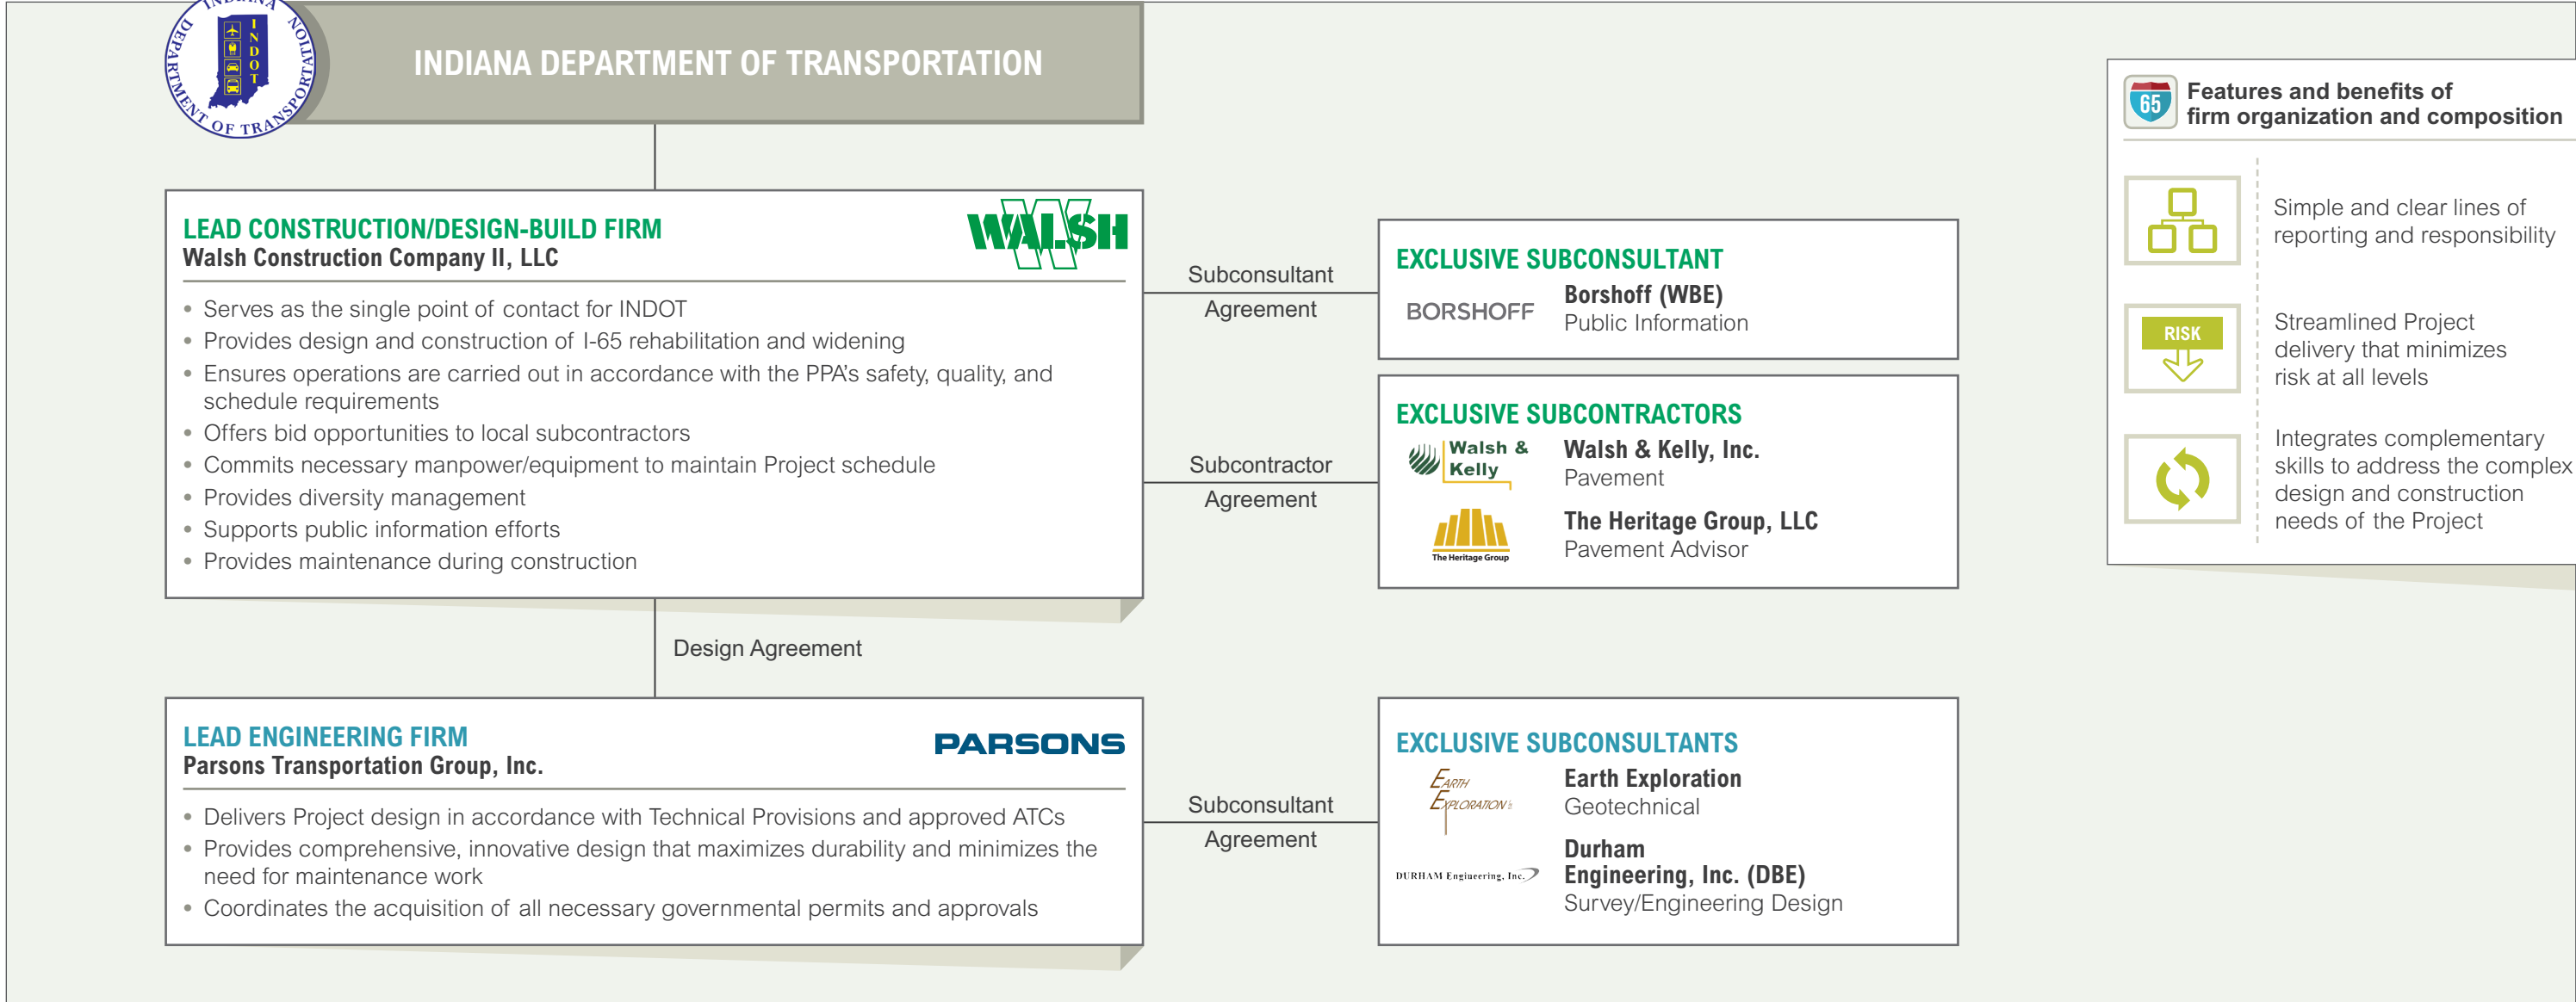 INDIANA
DEPARTMENT OF TRANSPORTATION
INDOT
INDIANA DEPARTMENT OF TRANSPORTATION
LEAD CONSTRUCTION/DESIGN-BUILD FIRM
Walsh Construction Company II, LLC
WALSH
• Serves as the single point of contact for INDOT
• Provides design and construction of I-65 rehabilitation and widening
• Ensures operations are carried out in accordance with the PPA's safety, quality, and
schedule requirements
• Offers bid opportunities to local subcontractors
• Commits necessary manpower/equipment to maintain Project schedule
• Provides diversity management
• Supports public information efforts
• Provides maintenance during construction
Subconsultant
Agreement
EXCLUSIVE SUBCONSULTANT
BORSHOFF
Borshoff (WBE)
Public Information
Subcontractor
Agreement
EXCLUSIVE SUBCONTRACTORS
Walsh &
Kelly
Walsh & Kelly, Inc.
Pavement
The Heritage Group
The Heritage Group, LLC
Pavement Advisor
Design Agreement
LEAD ENGINEERING FIRM
Parsons Transportation Group, Inc.
PARSONS
• Delivers Project design in accordance with Technical Provisions and approved ATCs
• Provides comprehensive, innovative design that maximizes durability and minimizes the
need for maintenance work
• Coordinates the acquisition of all necessary governmental permits and approvals
Subconsultant
Agreement
EXCLUSIVE SUBCONSULTANTS
EARTH
EXPLORATION
Earth Exploration
Geotechnical
DURHAM Engineering, Inc.
Durham
Engineering, Inc. (DBE)
Survey/Engineering Design
65
Features and benefits of
firm organization and composition
Simple and clear lines of
reporting and responsibility
RISK
Streamlined Project
delivery that minimizes
risk at all levels
Integrates complementary
skills to address the complex
design and construction
needs of the Project